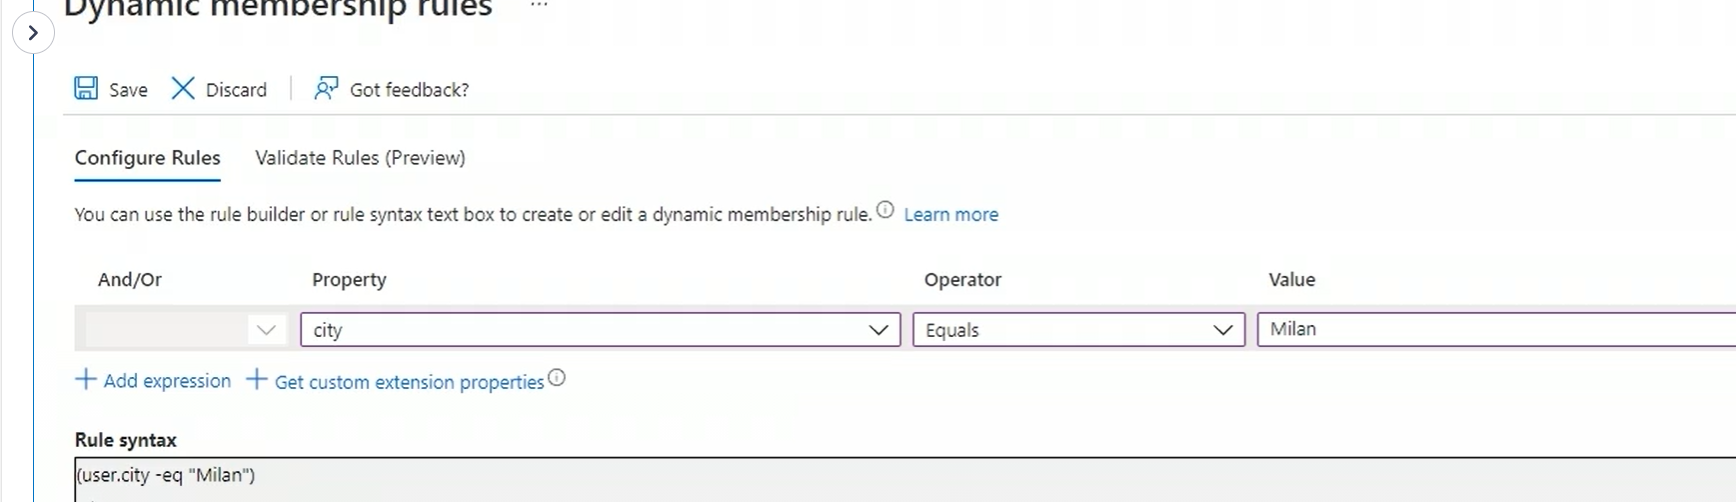 Dynamic membership rules ...
Save Discard Got feedback?
Configure Rules Validate Rules (Preview)
You can use the rule builder or rule syntax text box to create or edit a dynamic membership rule. Learn more
And/Or Property Operator Value
city Equals Milan
+ Add expression + Get custom extension properties
Rule syntax
(user.city -eq "Milan")